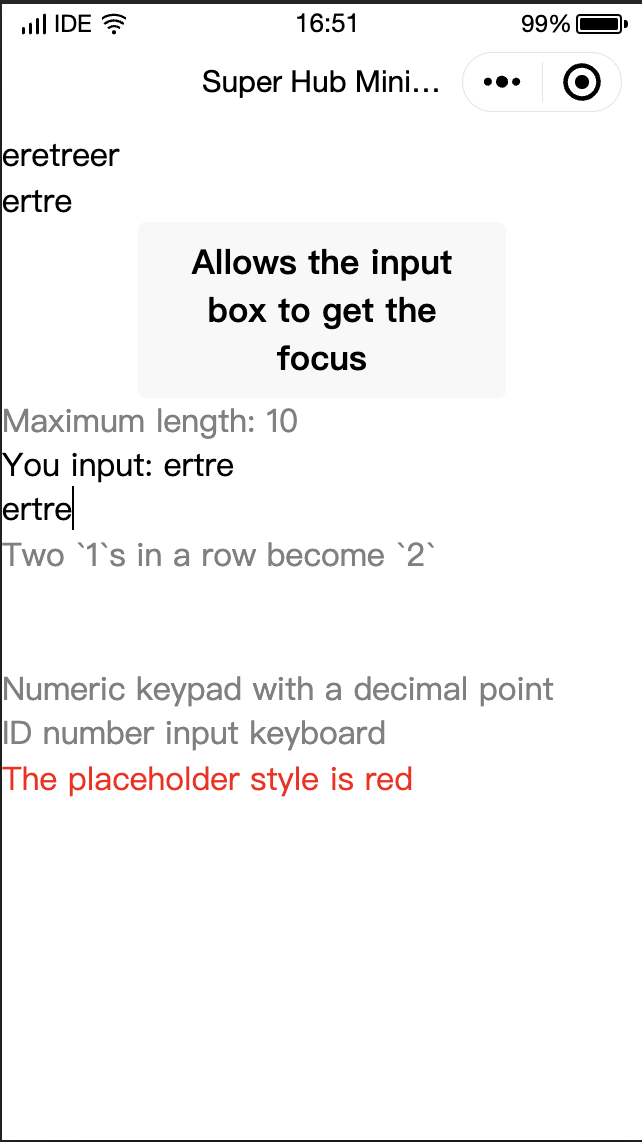 IDE 16:51 99%
Super Hub Mini...
eretreer
ertre
Allows the input
box to get the
focus
Maximum length: 10
You input: ertre
ertre
Two `1`s in a row become `2`
Numeric keypad with a decimal point
ID number input keyboard
The placeholder style is red